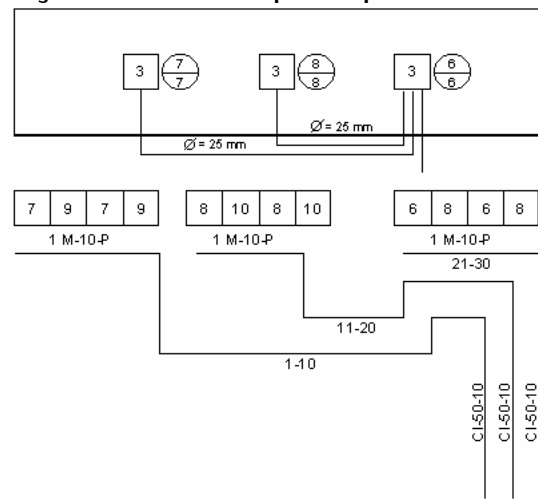 3 7 7
3 8 8
3 6 6
Ø = 25 mm
Ø = 25 mm
7 9 7 9
8 10 8 10
6 8 6 8
1 M-10-P
1 M-10-P
1 M-10-P
21-30
11-20
1-10
CI-50-10
CI-50-10
CI-50-10